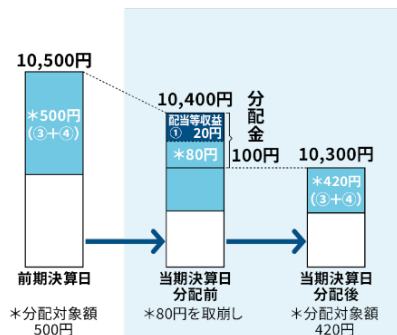 10,500円
＊500円
(③＋④)
前期決算日
＊分配対象額
500円
10,400円
配当等収益
① 20円
＊80円
分配金
100円
当期決算日
分配前
＊80円を取崩し
10,300円
＊420円
(③＋④)
当期決算日
分配後
＊分配対象額
420円